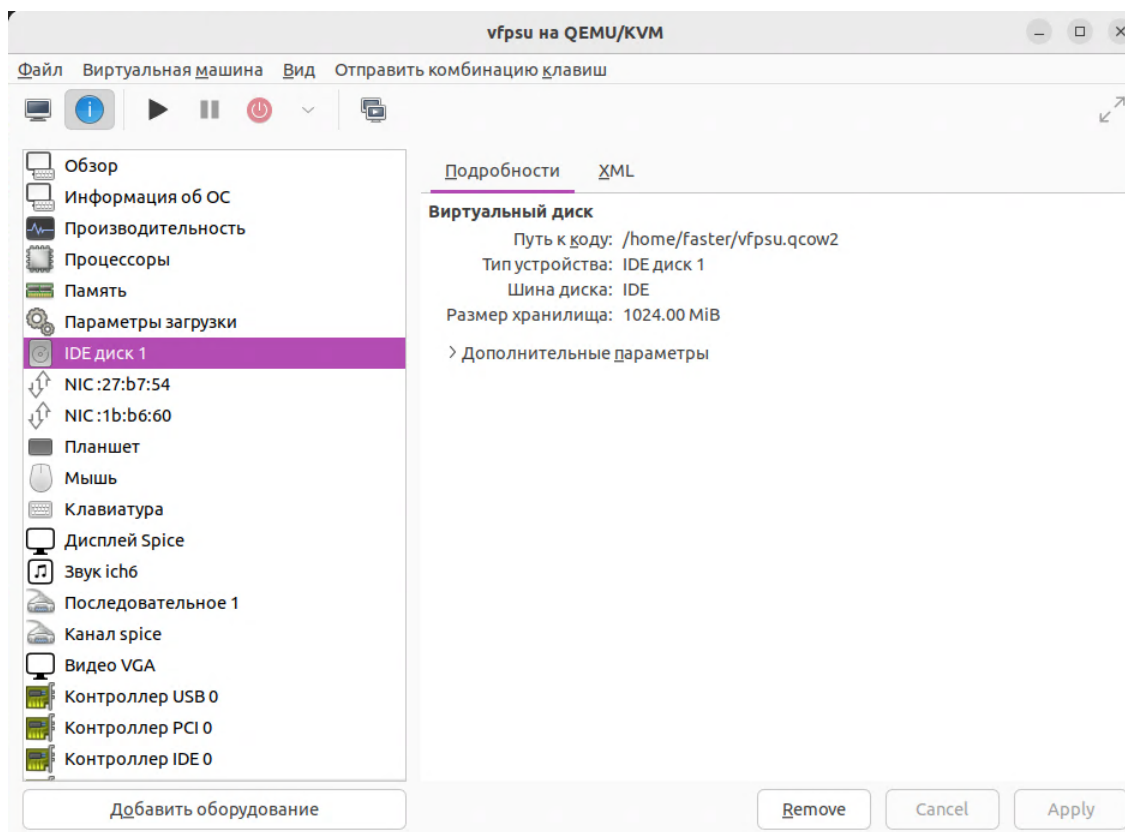 vfpsu на QEMU/KVM
Файл Виртуальная машина Вид Отправить комбинацию клавиш
Обзор
Информация об ОС
Производительность
Процессоры
Память
Параметры загрузки
IDE диск 1
NIC :27:b7:54
NIC :1b:b6:60
Планшет
Мышь
Клавиатура
Дисплей Spice
Звук ich6
Последовательное 1
Канал spice
Видео VGA
Контроллер USB 0
Контроллер PCI 0
Контроллер IDE 0
Добавить оборудование
Подробности XML
Виртуальный диск
Путь к коду: /home/faster/vfpsu.qcow2
Тип устройства: IDE диск 1
Шина диска: IDE
Размер хранилища: 1024.00 MiB
Дополнительные параметры
Remove Cancel Apply